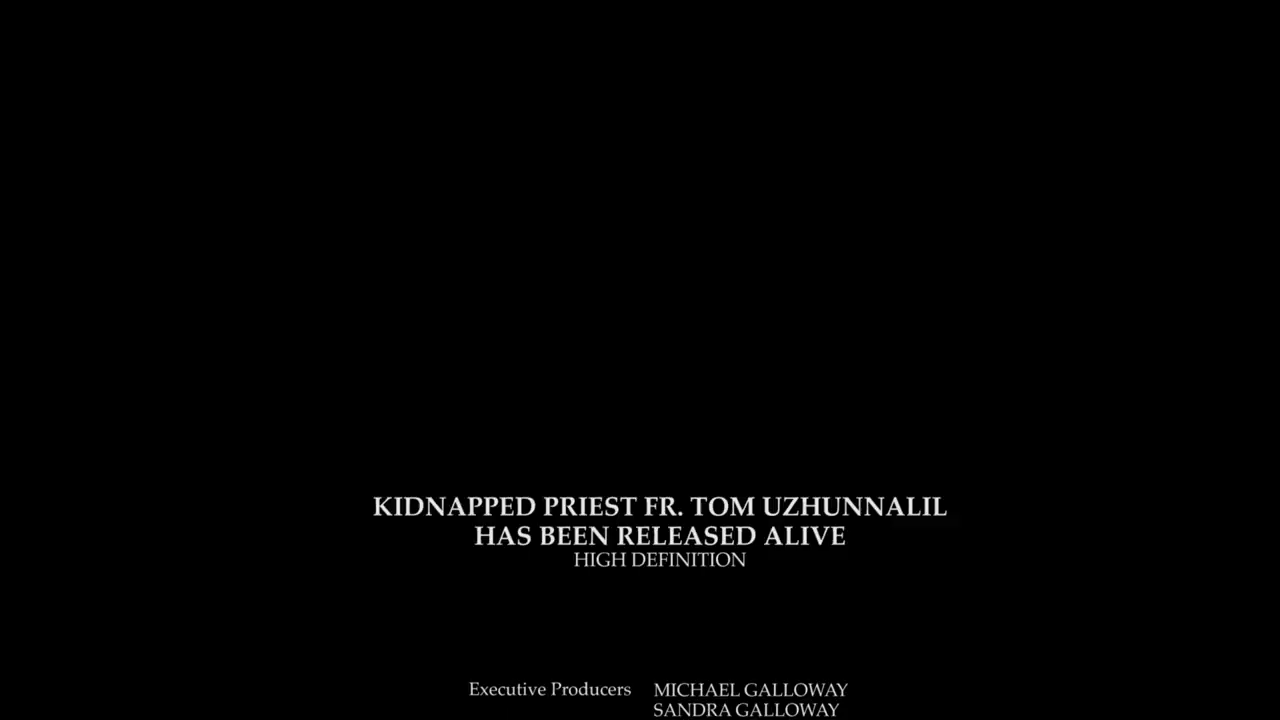 KIDNAPPED PRIEST FR. TOM UZHUNNALIL
HAS BEEN RELEASED ALIVE
HIGH DEFINITION
Executive Producers MICHAEL GALLOWAY
SANDRA GALLOWAY